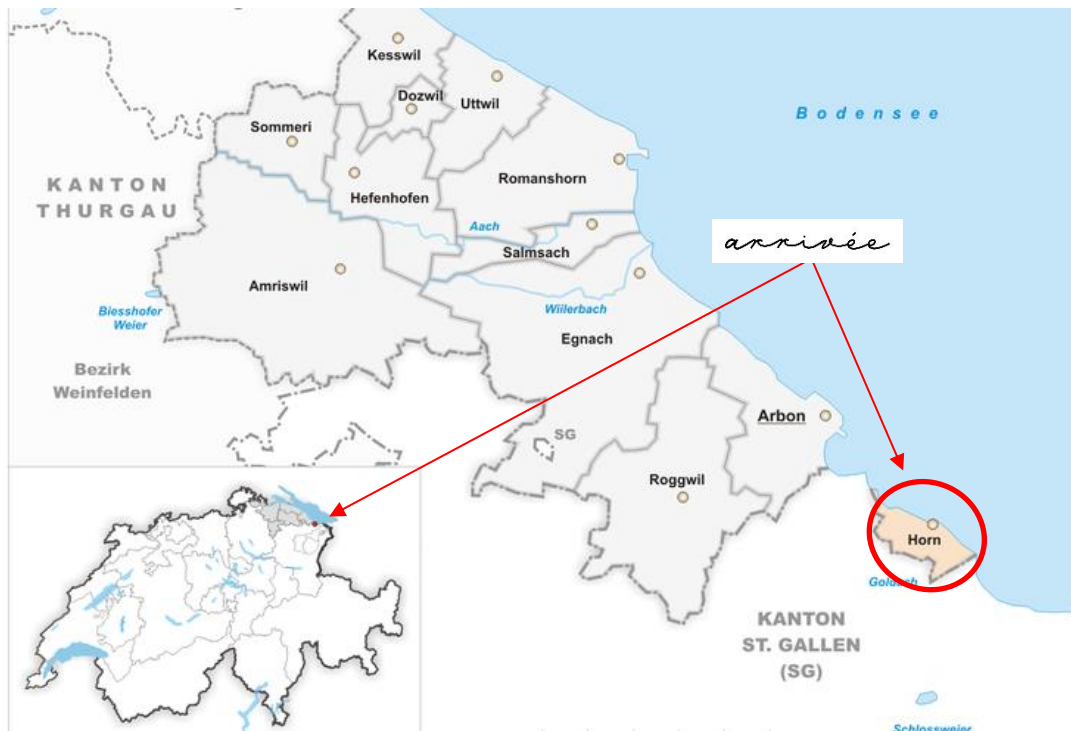 Kesswil
Dozwil
Uttwil
Bodensee
Sommeri
KANTON
THURGAU
Hefenhofen
Romanshorn
Aach
arrivée
Salmsach
Amriswil
Biesshofer
Weier
Wiilerbach
Egnach
Bezirk
Weinfelden
Arbon
SG
Roggwil
Horn
Goldach
KANTON
ST. GALLEN
(SG)
Schlossweier